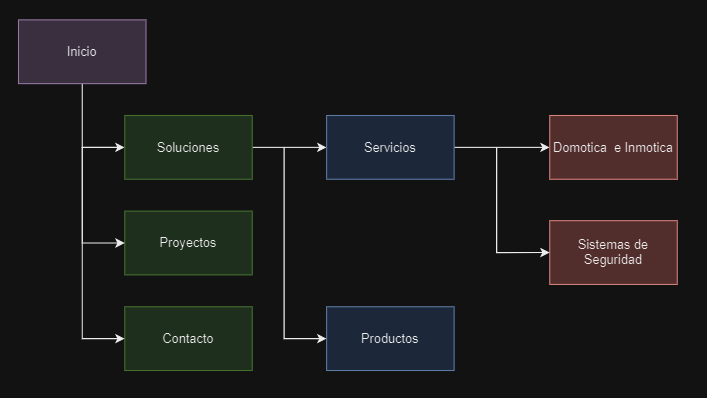 Inicio
Soluciones
Servicios
Domotica e Inmotica
Proyectos
Sistemas de
Seguridad
Contacto
Productos